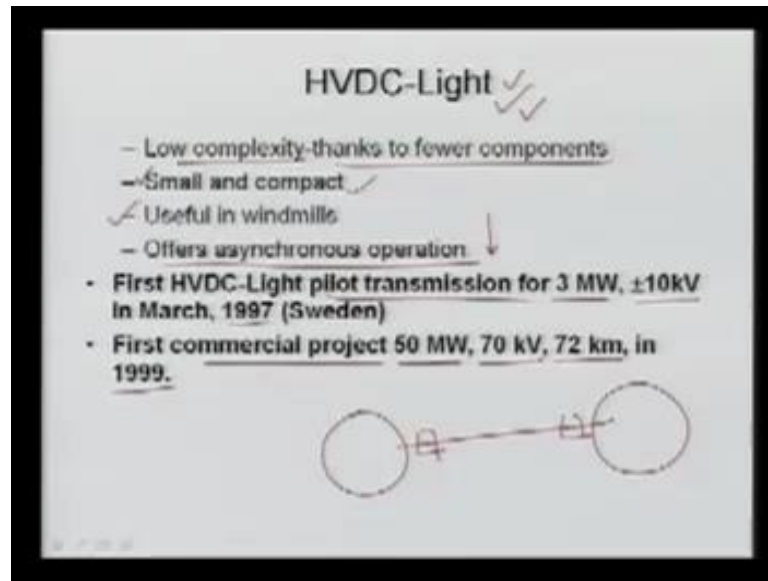 HVDC-Light
– Low complexity-thanks to fewer components
– Small and compact
– Useful in windmills
– Offers asynchronous operation
• First HVDC-Light pilot transmission for 3 MW, ±10kV
in March, 1997 (Sweden)
• First commercial project 50 MW, 70 kV, 72 km, in
1999.